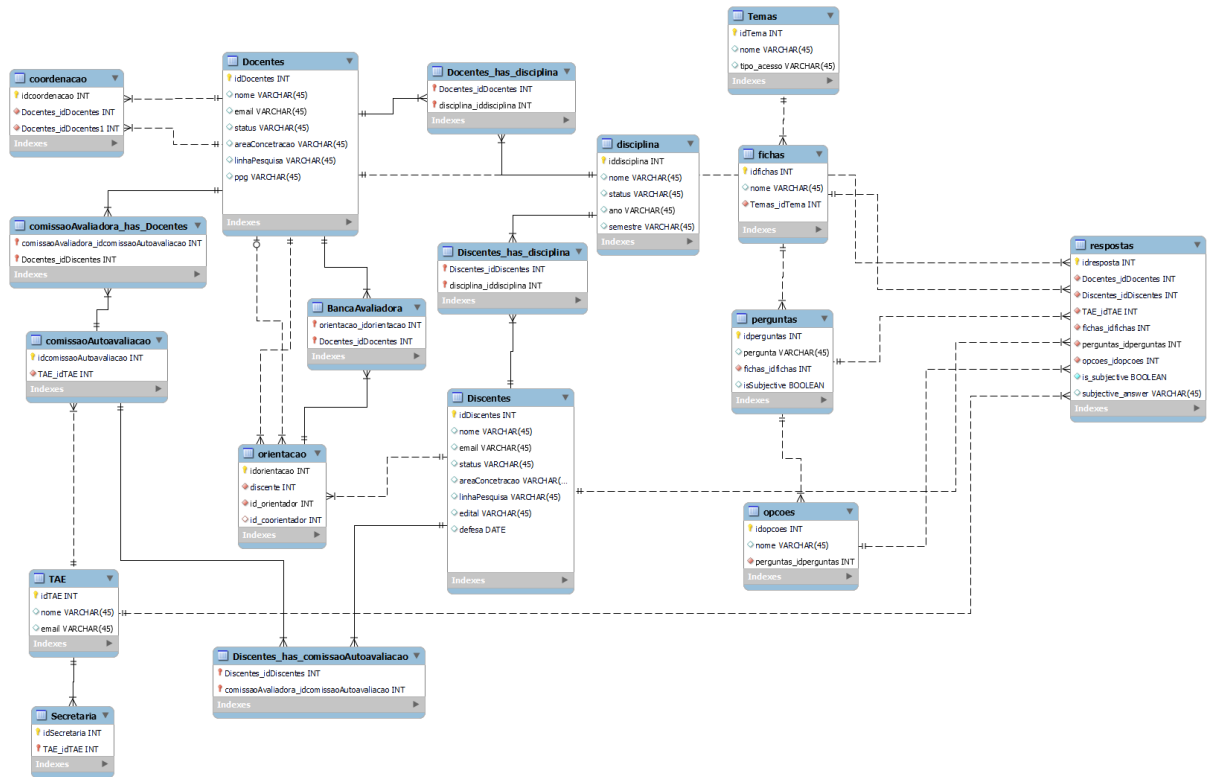 Temas
idTema INT
nome VARCHAR(45)
tipo_acesso VARCHAR(45)
Indexes
coordenacao
idcoordenacao INT
Docentes_idDocentes INT
Docentes_idDocentes1 INT
Indexes
Docentes
idDocentes INT
nome VARCHAR(45)
email VARCHAR(45)
status VARCHAR(45)
areaConcetracao VARCHAR(45)
linhaPesquisa VARCHAR(45)
ppg VARCHAR(45)
Indexes
Docentes_has_disciplina
Docentes_idDocentes INT
disciplina_iddisciplina INT
Indexes
disciplina
iddisciplina INT
nome VARCHAR(45)
status VARCHAR(45)
ano VARCHAR(45)
semestre VARCHAR(45)
Indexes
fichas
idfichas INT
nome VARCHAR(45)
Temas_idTema INT
Indexes
comissaoAvaliadora_has_Docentes
comissaoAvaliadora_idcomissaoAutoavaliacao INT
Docentes_idDiscentes INT
Indexes
Discentes_has_disciplina
Discentes_idDiscentes INT
disciplina_iddisciplina INT
Indexes
respostas
idresposta INT
Docentes_idDocentes INT
Discentes_idDiscentes INT
TAE_idTAE INT
fichas_idfichas INT
perguntas_idperguntas INT
opcoes_idopcoes INT
is_subjective BOOLEAN
subjective_answer VARCHAR(45)
Indexes
BancaAvaliadora
orientacao_idorientacao INT
Docentes_idDocentes INT
Indexes
perguntas
idperguntas INT
pergunta VARCHAR(45)
fichas_idfichas INT
isSubjective BOOLEAN
Indexes
comissaoAutoavaliacao
idcomissaoAutoavaliacao INT
TAE_idTAE INT
Indexes
Discentes
idDiscentes INT
nome VARCHAR(45)
email VARCHAR(45)
status VARCHAR(45)
areaConcetracao VARCHAR(...
linhaPesquisa VARCHAR(45)
edital VARCHAR(45)
defesa DATE
Indexes
orientacao
idorientacao INT
discente INT
id_orientador INT
id_coorientador INT
Indexes
opcoes
idopcoes INT
nome VARCHAR(45)
perguntas_idperguntas INT
Indexes
TAE
idTAE INT
nome VARCHAR(45)
email VARCHAR(45)
Indexes
Discentes_has_comissaoAutoavaliacao
Discentes_idDiscentes INT
comissaoAvaliadora_idcomissaoAutoavaliacao INT
Indexes
Secretaria
idSecretaria INT
TAE_idTAE INT
Indexes